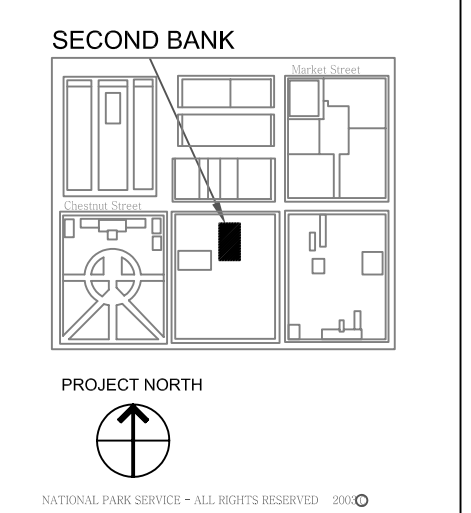 SECOND BANK
Market Street
Chestnut Street
PROJECT NORTH
NATIONAL PARK SERVICE - ALL RIGHTS RESERVED 2003©